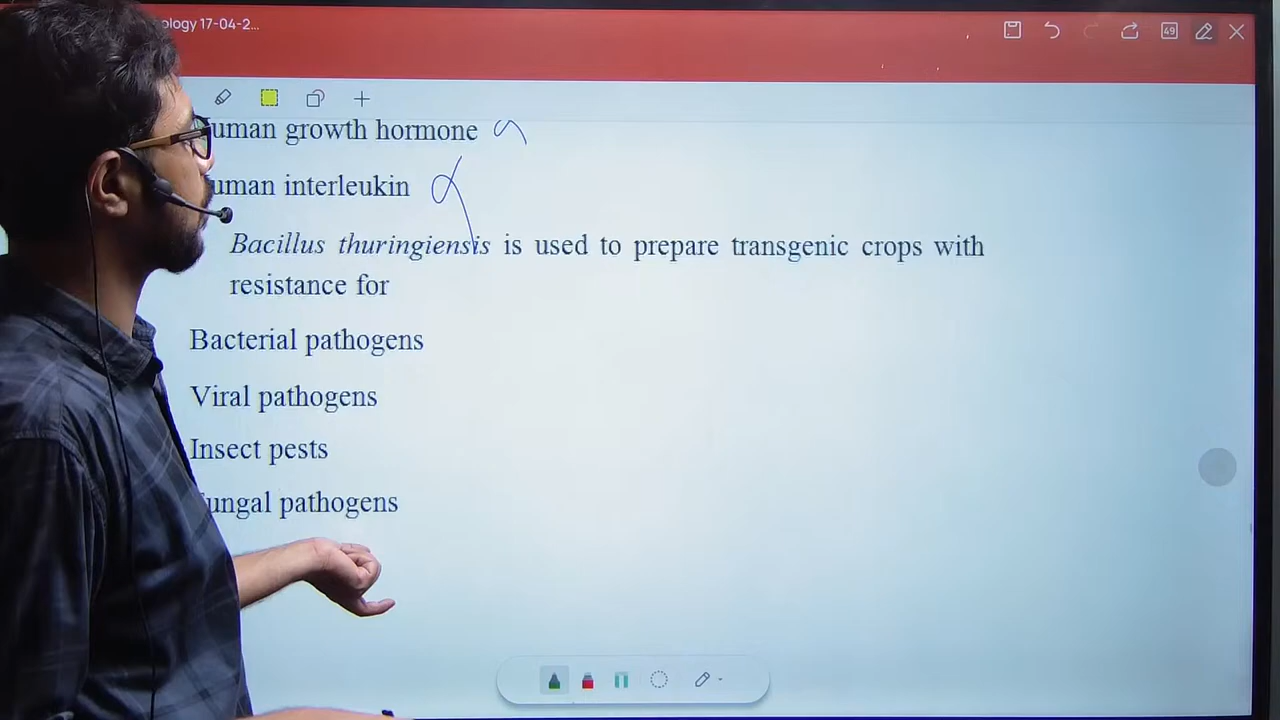 ology 17-04-2...
49
uman growth hormone
uman interleukin
Bacillus thuringiensis is used to prepare transgenic crops with
resistance for
Bacterial pathogens
Viral pathogens
Insect pests
ungal pathogens